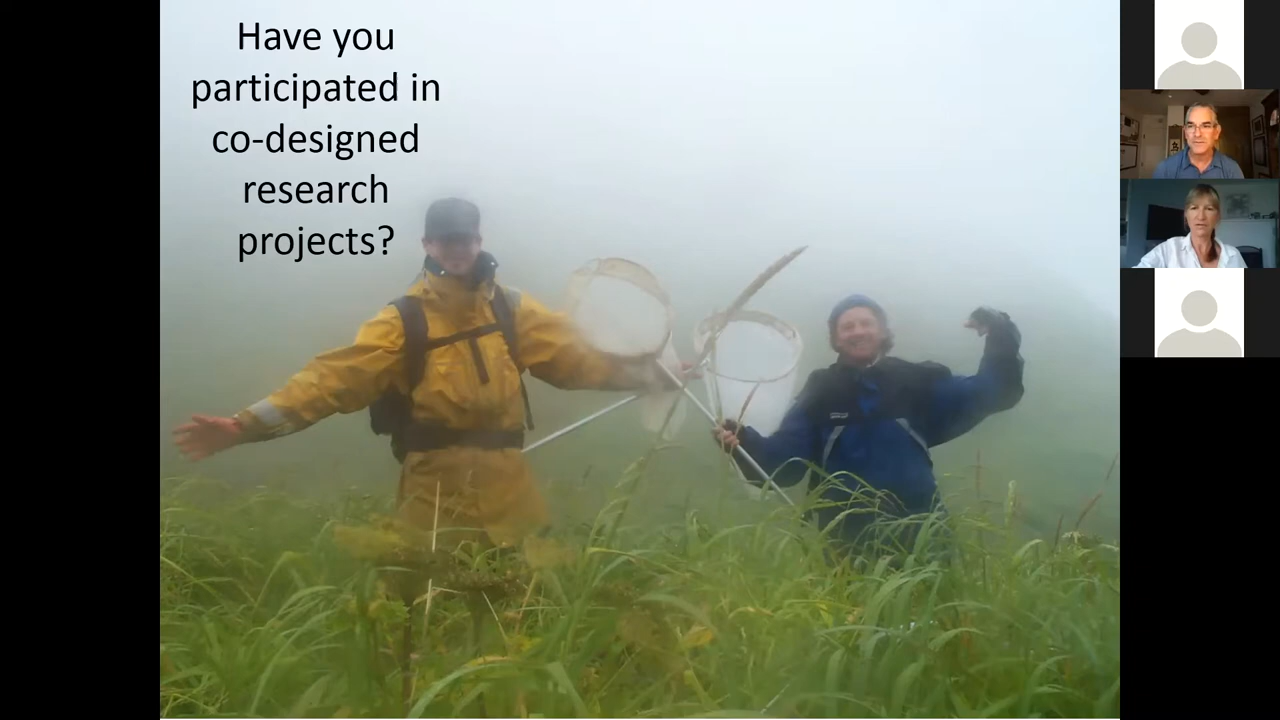 Have you
participated in
co-designed
research
projects?